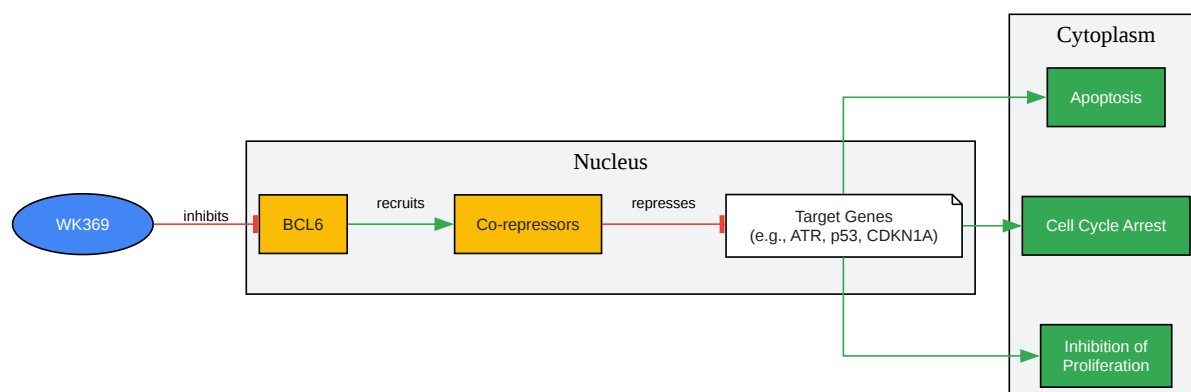 Cytoplasm
Apoptosis
Nucleus
WK369
inhibits
BCL6
recruits
Co-repressors
represses
Target Genes
(e.g., ATR, p53, CDKN1A)
Cell Cycle Arrest
Inhibition of
Proliferation